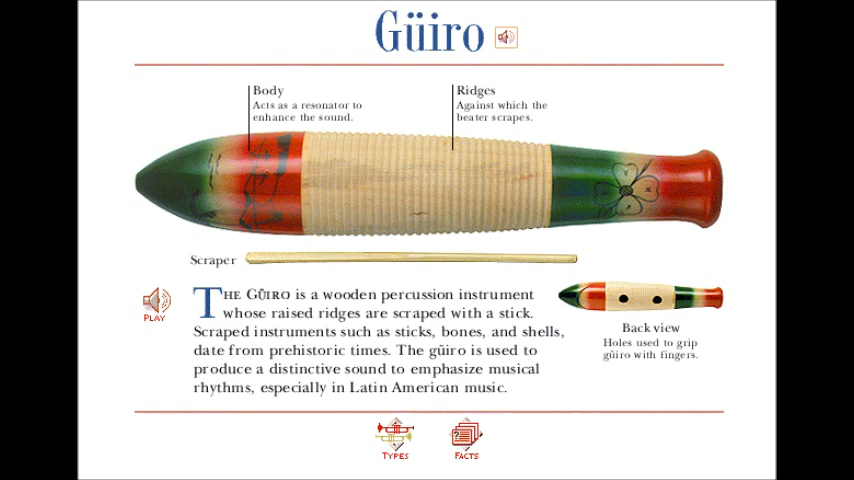 Güiro
Body
Acts as a resonator to
enhance the sound.
Ridges
Against which the
beater scrapes.
Scraper
PLAY
THE GÜIRO is a wooden percussion instrument
whose raised ridges are scraped with a stick.
Scraped instruments such as sticks, bones, and shells,
date from prehistoric times. The güiro is used to
produce a distinctive sound to emphasize musical
rhythms, especially in Latin American music.
Back view
Holes used to grip
güiro with fingers.
TYPES
FACTS